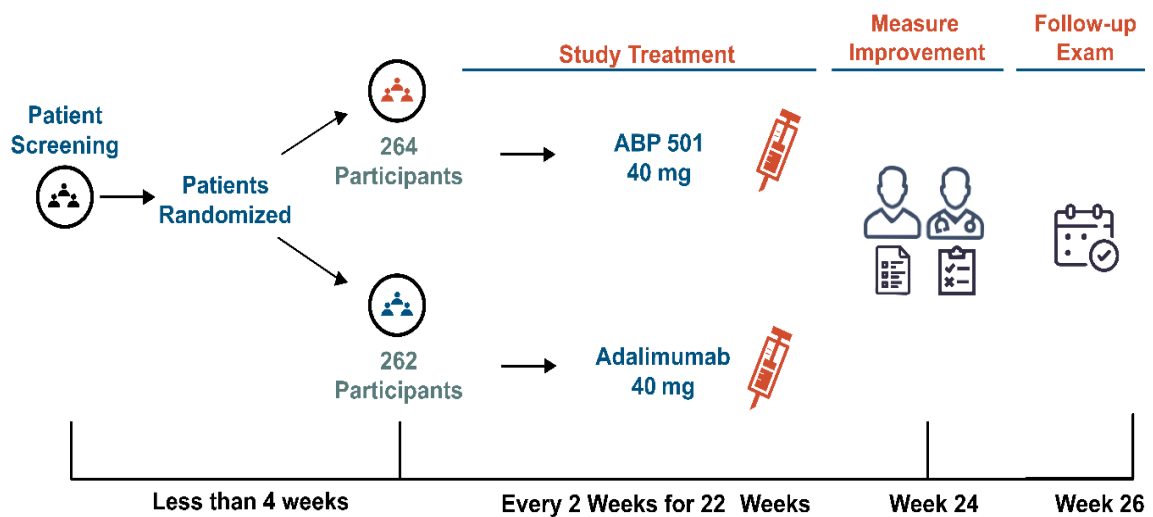 Patient
Screening
Patients
Randomized
264
Participants
262
Participants
Study Treatment
ABP 501
40 mg
Adalimumab
40 mg
Measure
Improvement
Follow-up
Exam
Less than 4 weeks
Every 2 Weeks for 22 Weeks
Week 24
Week 26